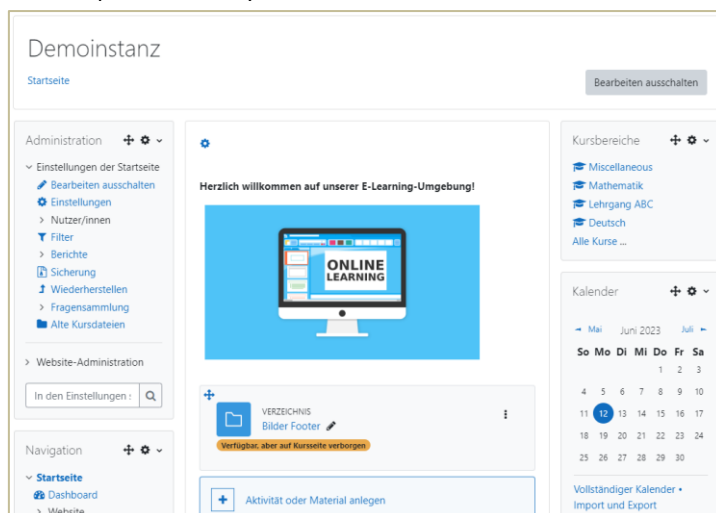 Demoinstanz
Startseite
Bearbeiten ausschalten
Administration
Einstellungen der Startseite
Bearbeiten ausschalten
Einstellungen
Nutzer/innen
Filter
Berichte
Sicherung
Wiederherstellen
Fragensammlung
Alte Kursdateien
Website-Administration
In den Einstellungen
Navigation
Startseite
Dashboard
Website
Herzlich willkommen auf unserer E-Learning-Umgebung!
ONLINE
LEARNING
VERZEICHNIS
Bilder Footer
Verfügbar, aber auf Kursseite verborgen
Aktivität oder Material anlegen
Kursbereiche
Miscellaneous
Mathematik
Lehrgang ABC
Deutsch
Alle Kurse ...
Kalender
Mai Juni 2023 Juli
So Mo Di Mi Do Fr Sa
1 2 3
4 5 6 7 8 9 10
11 12 13 14 15 16 17
18 19 20 21 22 23 24
25 26 27 28 29 30
Vollständiger Kalender •
Import und Export